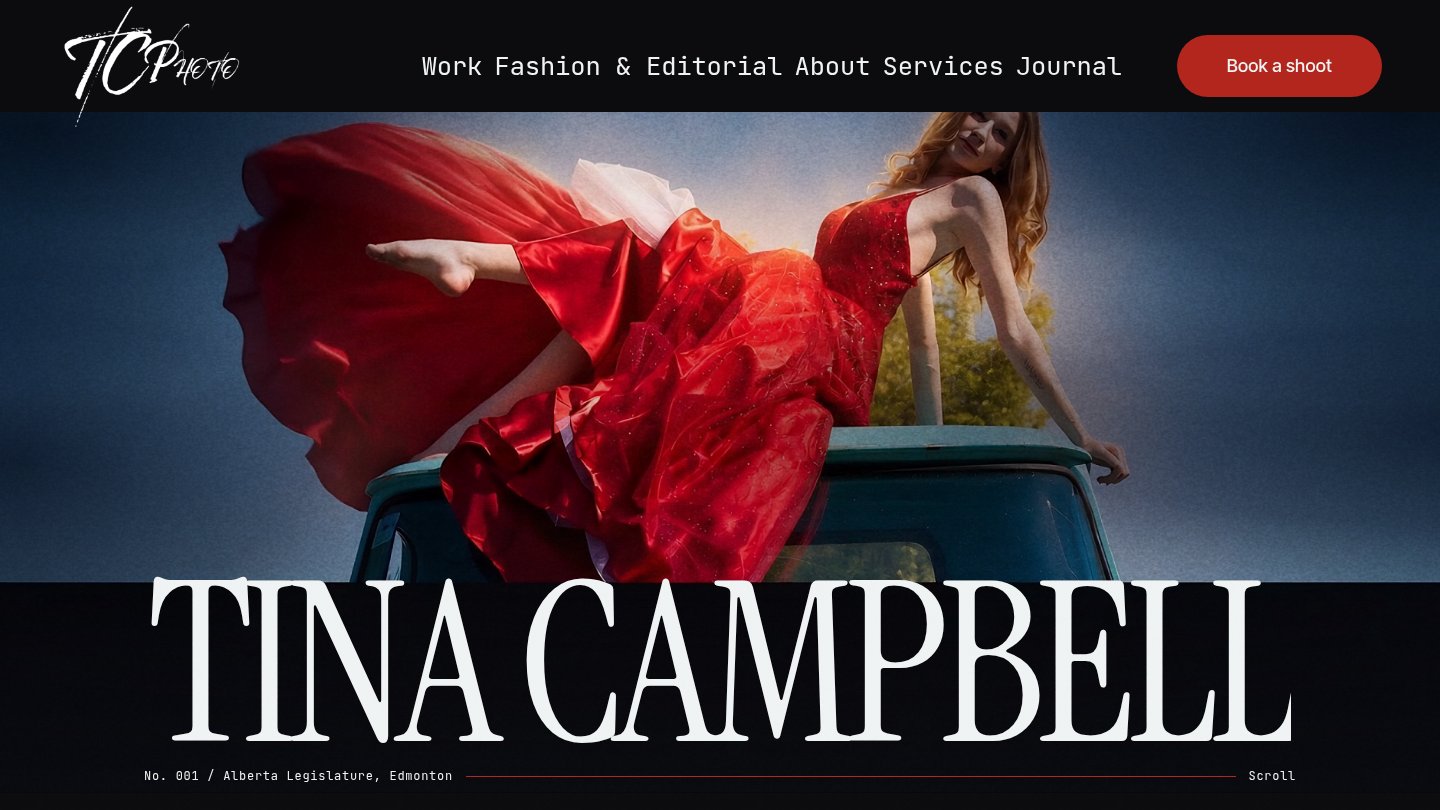 TCPHOTO
Work Fashion & Editorial About Services Journal
Book a shoot
TINA CAMPBELL
No. 001 / Alberta Legislature, Edmonton
Scroll